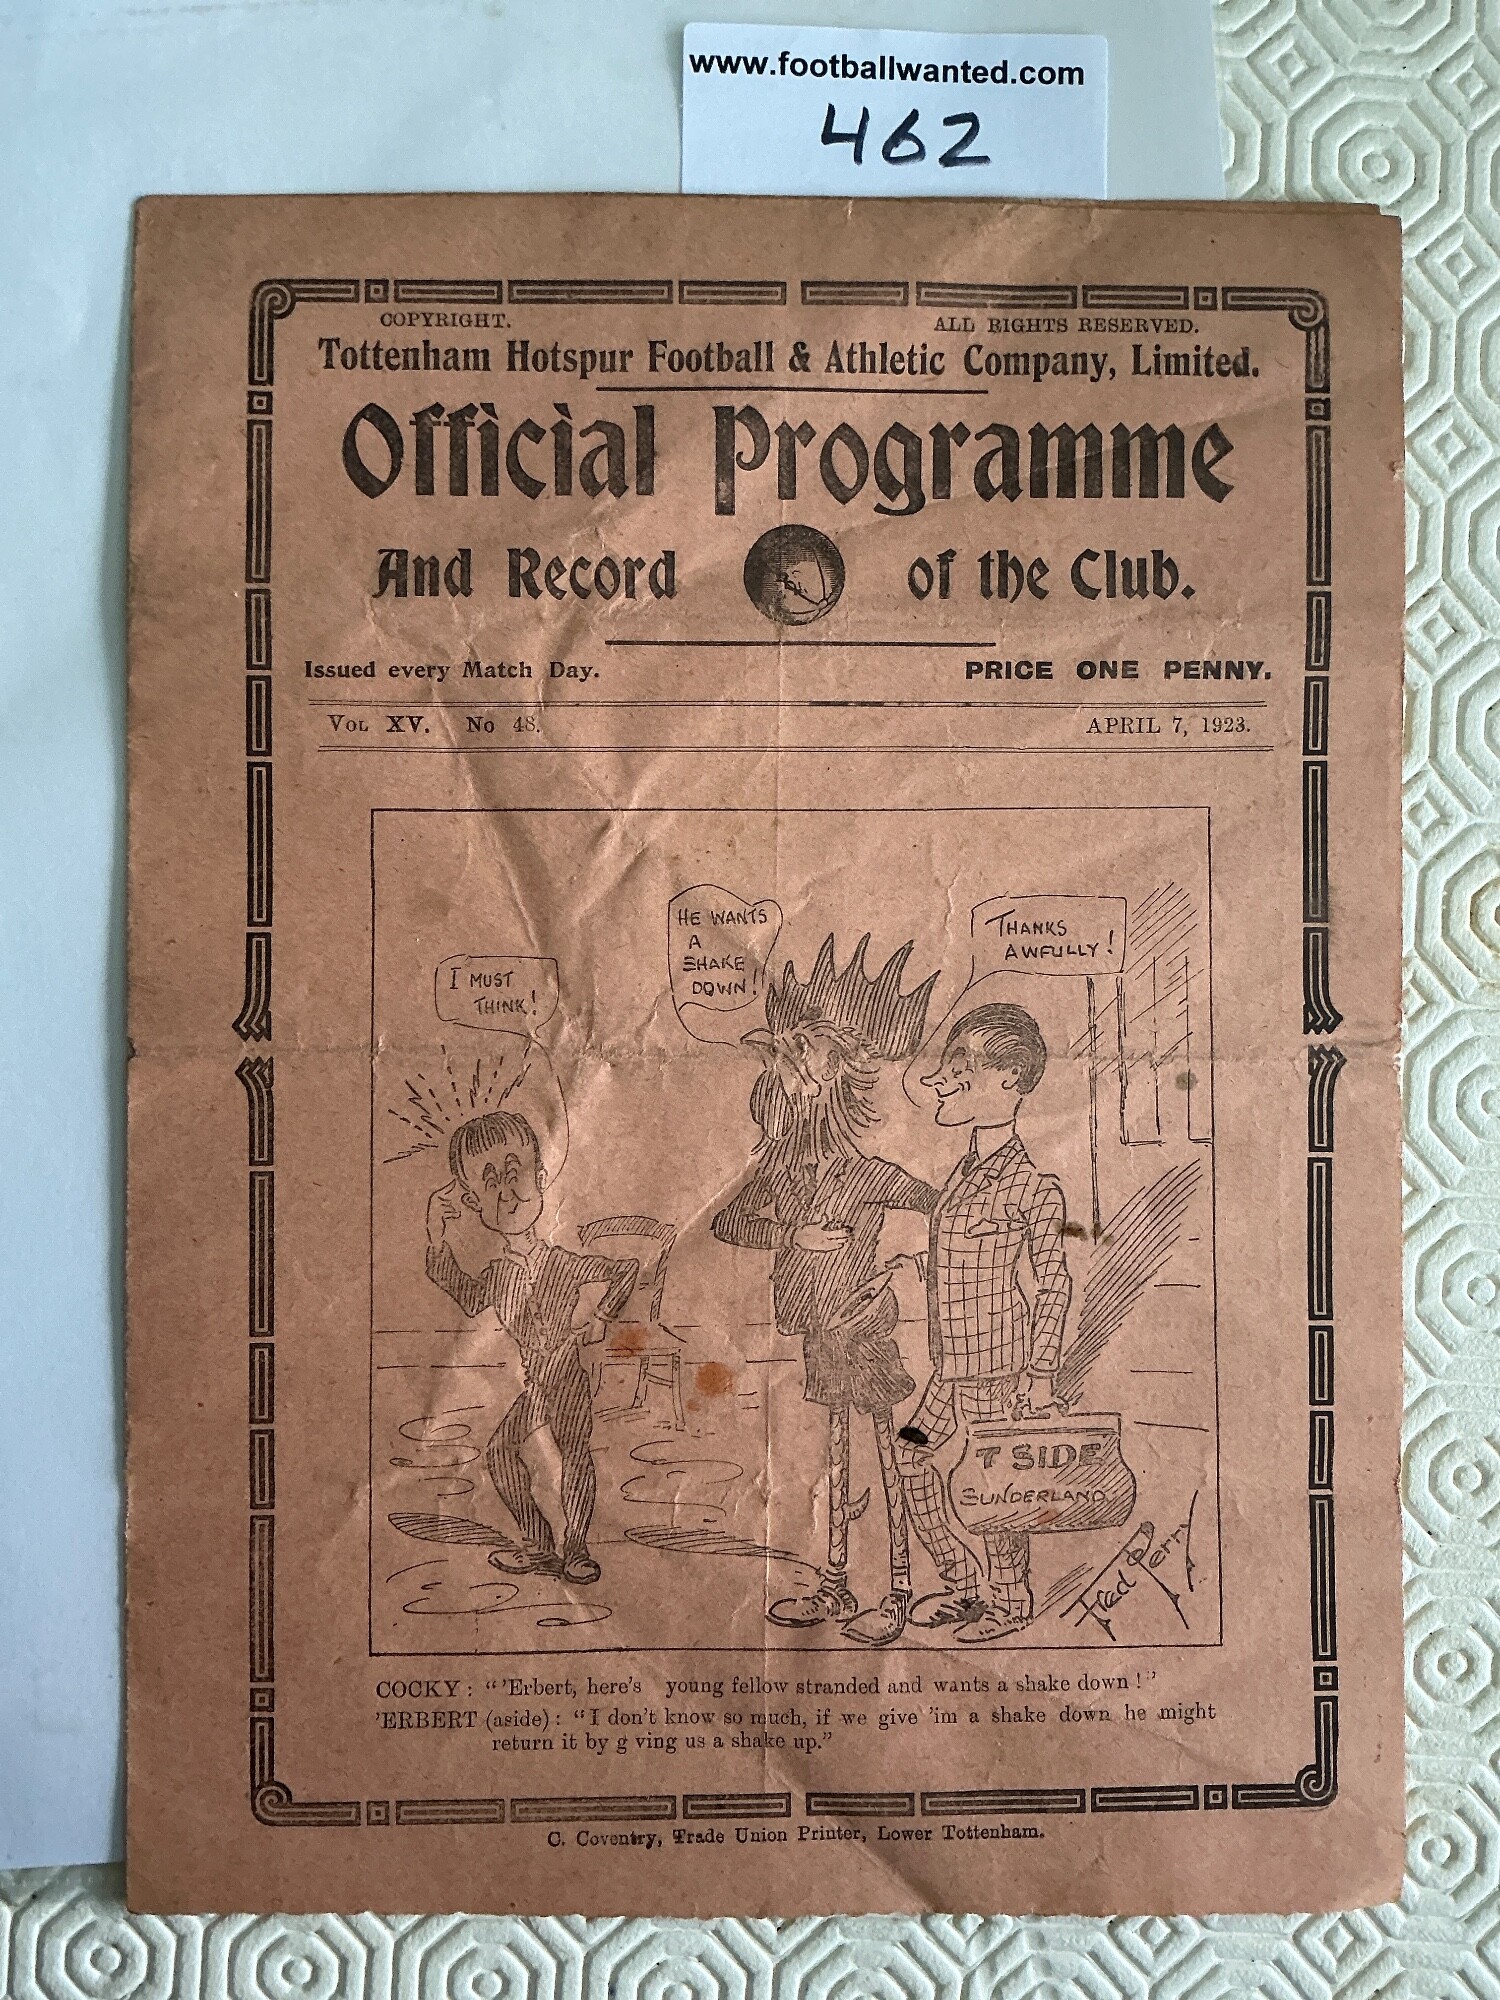 www.footballwanted.com
462
COPYRIGHT. ALL RIGHTS RESERVED.
Tottenham Hotspur Football & Athletic Company, Limited.
Official Programme
And Record of the Club.
Issued every Match Day. PRICE ONE PENNY.
Vol XV. No 48. APRIL 7, 1923.
I MUST
THINK!
HE WANTS
A
SHAKE
DOWN!
THANKS
AWFULLY!
T SIDE
SUNDERLAND
Fred Perry
COCKY: "'Erbert, here's young fellow stranded and wants a shake down!"
'ERBERT (aside): "I don't know so much, if we give 'im a shake down he might
return it by g ving us a shake up."
C. Coventry, Trade Union Printer, Lower Tottenham.